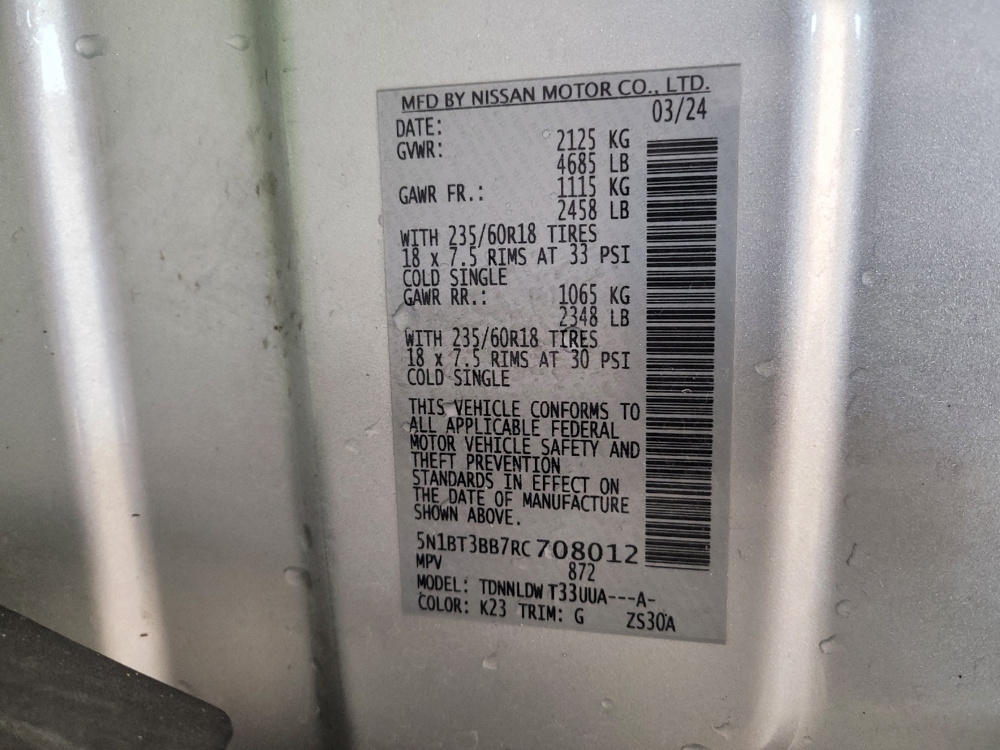 MFD BY NISSAN MOTOR CO., LTD.
DATE: 03/24
GVWR: 2125 KG
4685 LB
GAWR FR.: 1115 KG
2458 LB
WITH 235/60R18 TIRES
18 x 7.5 RIMS AT 33 PSI
COLD SINGLE
GAWR RR.: 1065 KG
2348 LB
WITH 235/60R18 TIRES
18 x 7.5 RIMS AT 30 PSI
COLD SINGLE
THIS VEHICLE CONFORMS TO
ALL APPLICABLE FEDERAL
MOTOR VEHICLE SAFETY AND
THEFT PREVENTION
STANDARDS IN EFFECT ON
THE DATE OF MANUFACTURE
SHOWN ABOVE.
5N1BT3BB7RC708012
MPV 872
MODEL: TDNNLDW T33UUA---A-
COLOR: K23 TRIM: G ZS30A